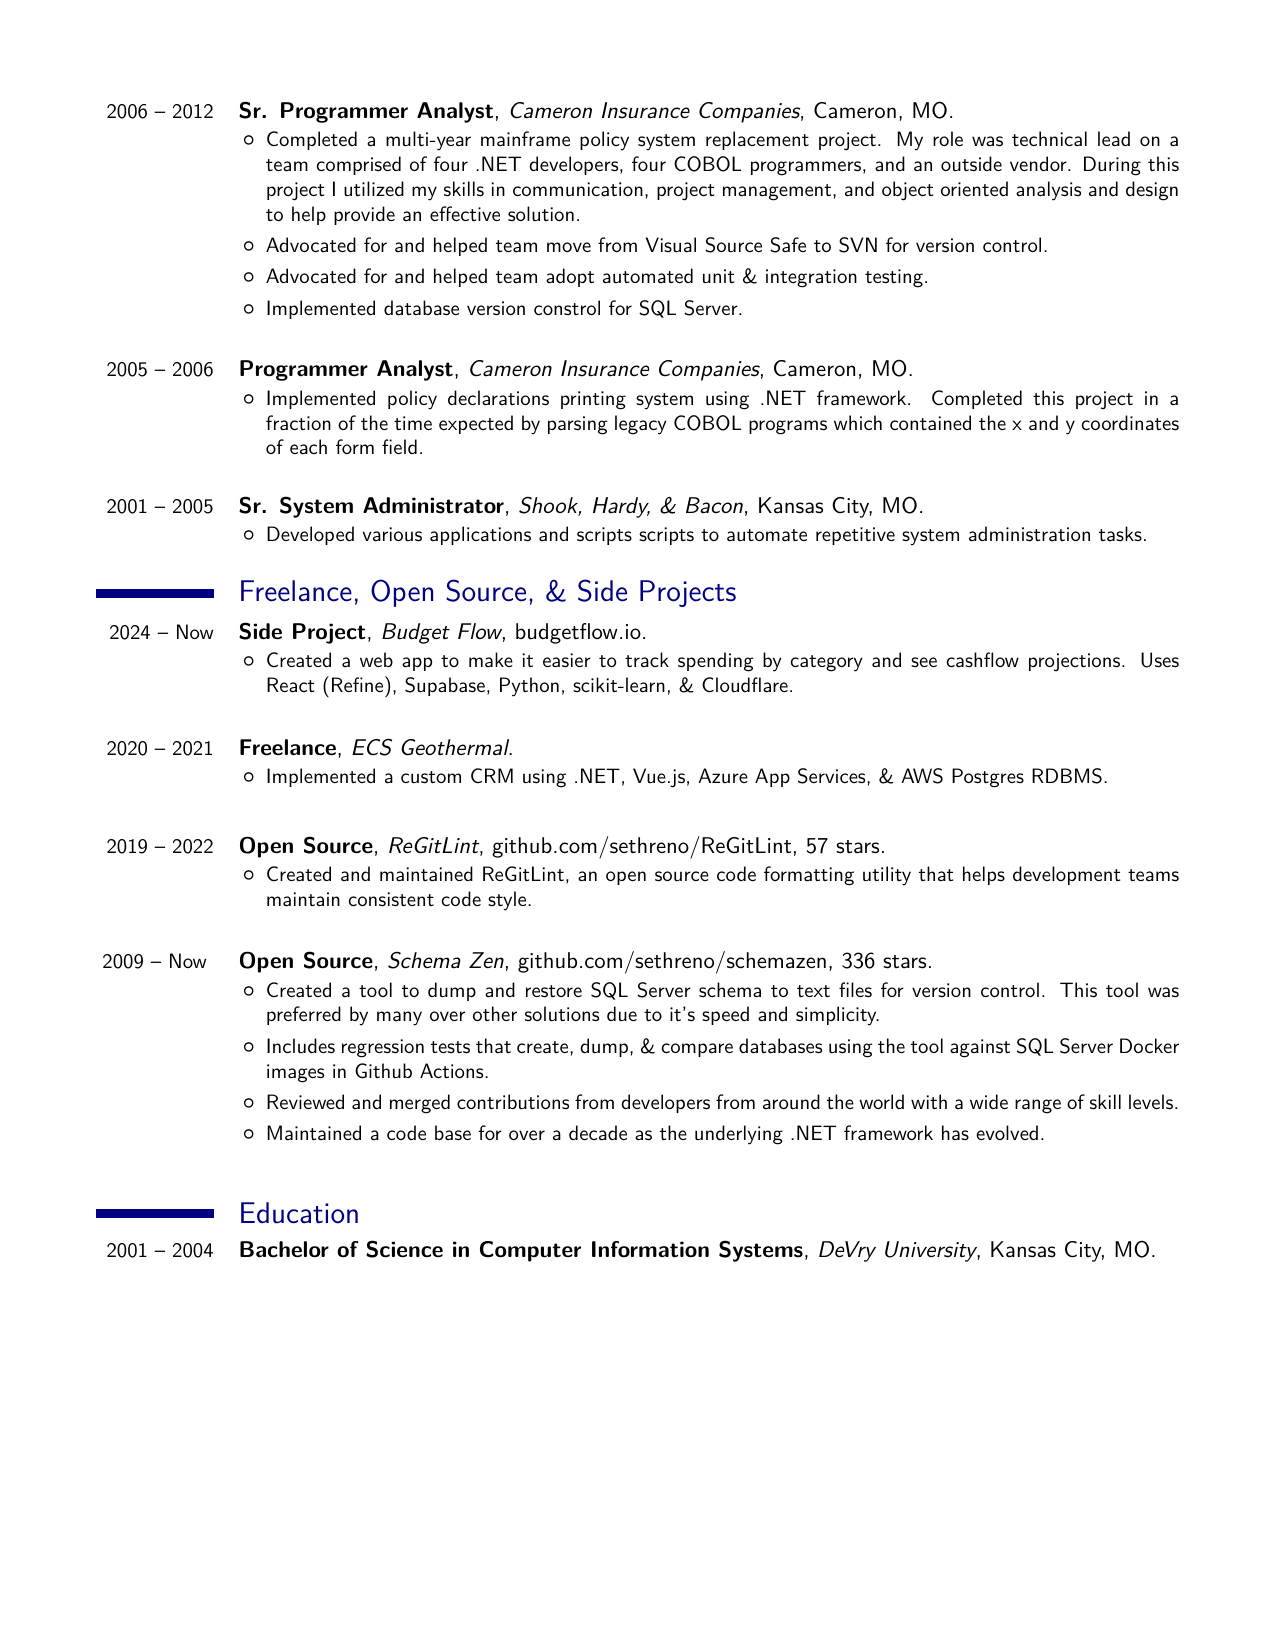 2006 – 2012 Sr. Programmer Analyst, Cameron Insurance Companies, Cameron, MO.
○ Completed a multi-year mainframe policy system replacement project. My role was technical lead on a
team comprised of four .NET developers, four COBOL programmers, and an outside vendor. During this
project I utilized my skills in communication, project management, and object oriented analysis and design
to help provide an effective solution.
○ Advocated for and helped team move from Visual Source Safe to SVN for version control.
○ Advocated for and helped team adopt automated unit & integration testing.
○ Implemented database version constrol for SQL Server.
2005 – 2006 Programmer Analyst, Cameron Insurance Companies, Cameron, MO.
○ Implemented policy declarations printing system using .NET framework. Completed this project in a
fraction of the time expected by parsing legacy COBOL programs which contained the x and y coordinates
of each form field.
2001 – 2005 Sr. System Administrator, Shook, Hardy, & Bacon, Kansas City, MO.
○ Developed various applications and scripts scripts to automate repetitive system administration tasks.
Freelance, Open Source, & Side Projects
2024 – Now Side Project, Budget Flow, budgetflow.io.
○ Created a web app to make it easier to track spending by category and see cashflow projections. Uses
React (Refine), Supabase, Python, scikit-learn, & Cloudflare.
2020 – 2021 Freelance, ECS Geothermal.
○ Implemented a custom CRM using .NET, Vue.js, Azure App Services, & AWS Postgres RDBMS.
2019 – 2022 Open Source, ReGitLint, github.com/sethreno/ReGitLint, 57 stars.
○ Created and maintained ReGitLint, an open source code formatting utility that helps development teams
maintain consistent code style.
2009 – Now Open Source, Schema Zen, github.com/sethreno/schemazen, 336 stars.
○ Created a tool to dump and restore SQL Server schema to text files for version control. This tool was
preferred by many over other solutions due to it's speed and simplicity.
○ Includes regression tests that create, dump, & compare databases using the tool against SQL Server Docker
images in Github Actions.
○ Reviewed and merged contributions from developers from around the world with a wide range of skill levels.
○ Maintained a code base for over a decade as the underlying .NET framework has evolved.
Education
2001 – 2004 Bachelor of Science in Computer Information Systems, DeVry University, Kansas City, MO.